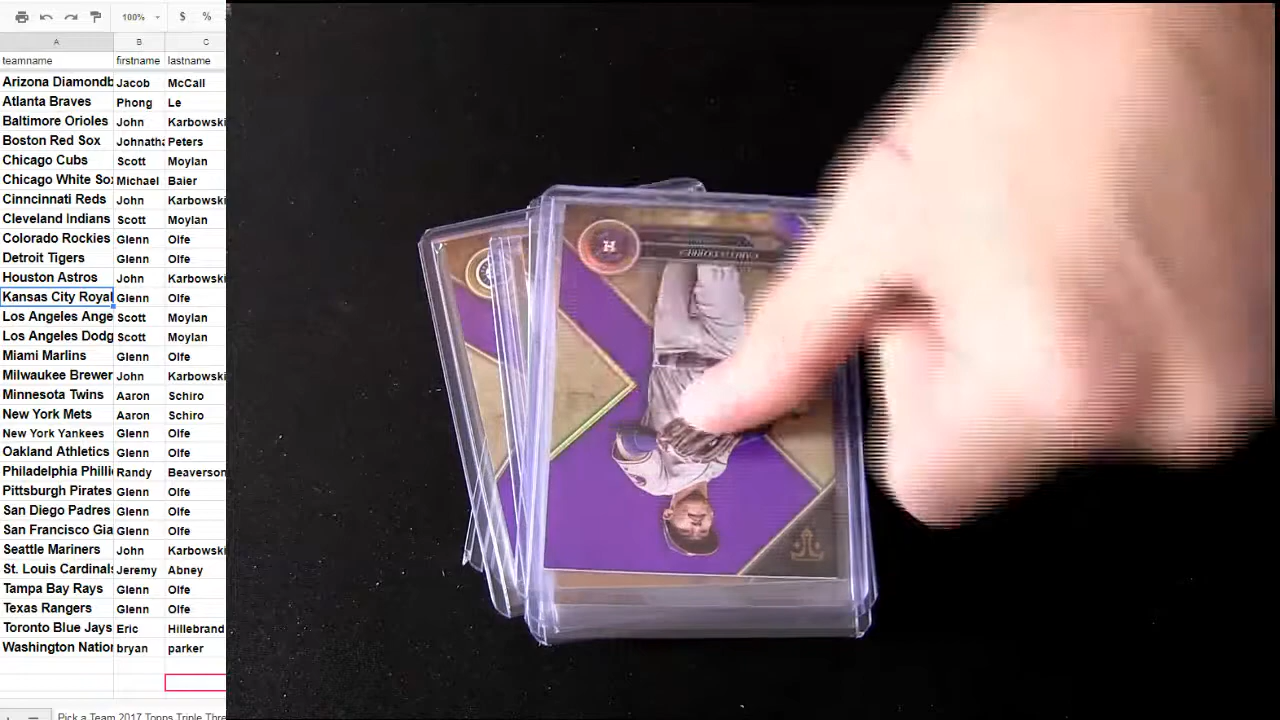 100% $ %
A B C
teamname firstname lastname
Arizona Diamondb Jacob McCall
Atlanta Braves Phong Le
Baltimore Orioles John Karbowski
Boston Red Sox Johnatha Peters
Chicago Cubs Scott Moylan
Chicago White Sox Michael Baier
Cinncinnati Reds John Karbowski
Cleveland Indians Scott Moylan
Colorado Rockies Glenn Olfe
Detroit Tigers Glenn Olfe
Houston Astros John Karbowski
Kansas City Royal Glenn Olfe
Los Angeles Ange Scott Moylan
Los Angeles Dodg Scott Moylan
Miami Marlins Glenn Olfe
Milwaukee Brewer John Karbowski
Minnesota Twins Aaron Schiro
New York Mets Aaron Schiro
New York Yankees Glenn Olfe
Oakland Athletics Glenn Olfe
Philadelphia Phillie Randy Beaverson
Pittsburgh Pirates Glenn Olfe
San Diego Padres Glenn Olfe
San Francisco Gia Glenn Olfe
Seattle Mariners John Karbowski
St. Louis Cardinals Jeremy Abney
Tampa Bay Rays Glenn Olfe
Texas Rangers Glenn Olfe
Toronto Blue Jays Eric Hillebrand
Washington Nation bryan parker
Pick a Team 2017 Topps Triple Thre
H